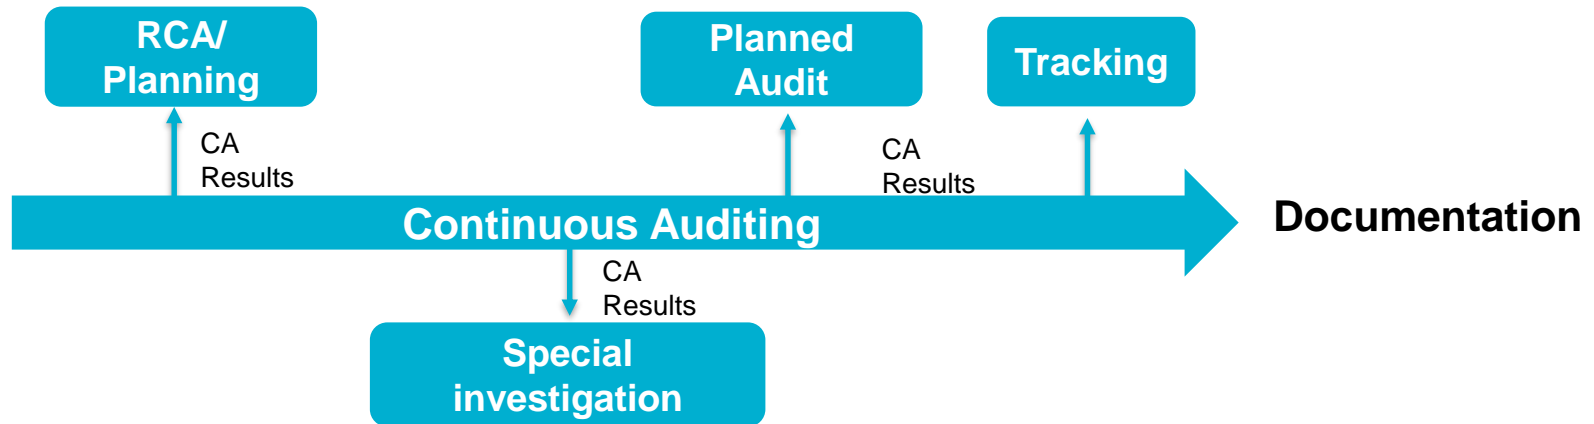 RCA/
Planning
Planned
Audit
Tracking
CA
Results
CA
Results
Continuous Auditing
Documentation
CA
Results
Special
investigation